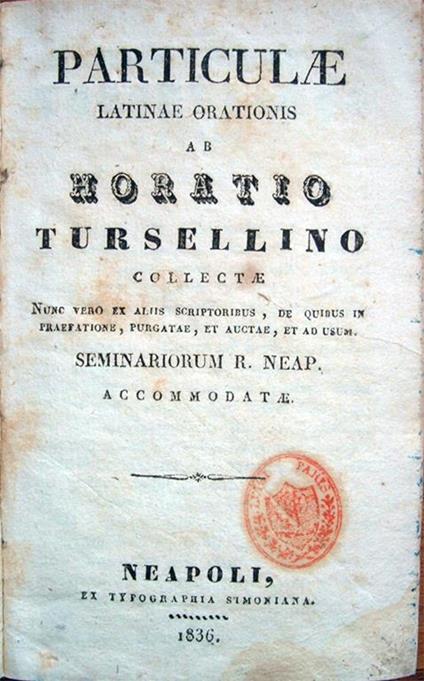 PARTICULÆ
LATINAE ORATIONIS
AB
HORATIO
TURSELLINO
COLLECTÆ
NUNC VERO EX ALIIS SCRIPTORIBUS, DE QUIBUS IN
PRAEFATIONE, PURGATAE, ET AUCTAE, ET AD USUM.
SEMINARIORUM R. NEAP.
ACCOMMODATÆ.
NEAPOLI,
EX TYPOGRAPHIA SIMONIANA.
1836.